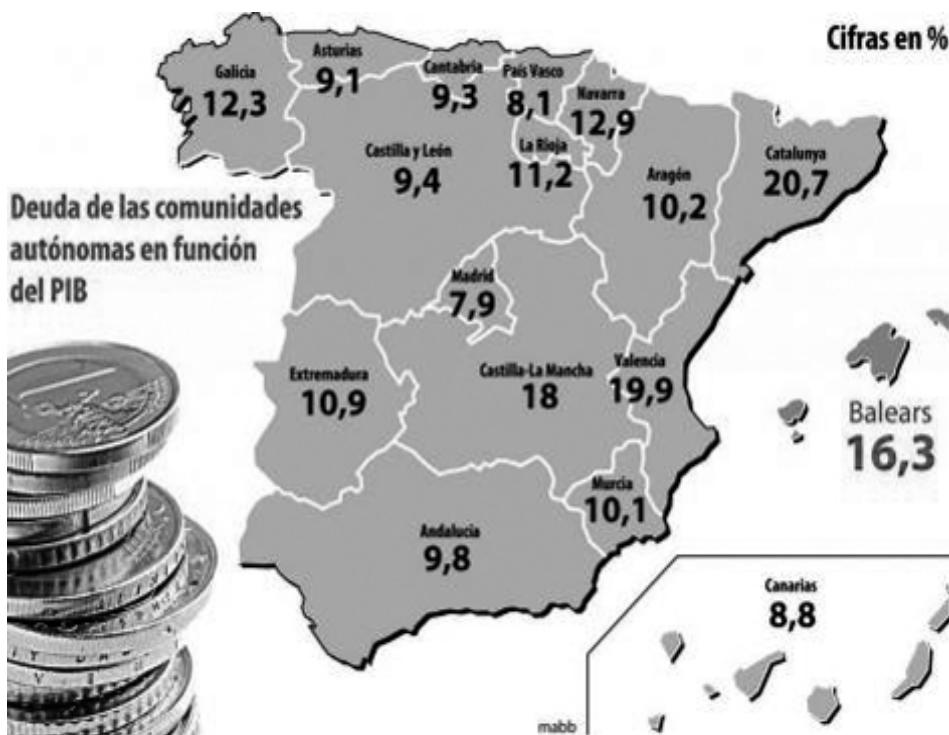 Cifras en %
Deuda de las comunidades
autónomas en función
del PIB
Galicia
12,3
Asturias
9,1
Cantabria
9,3
País Vasco
8,1
Navarra
12,9
La Rioja
11,2
Castilla y León
9,4
Aragón
10,2
Catalunya
20,7
Madrid
7,9
Extremadura
10,9
Castilla-La Mancha
18
Valencia
19,9
Balears
16,3
Murcia
10,1
Andalucía
9,8
Canarias
8,8
mabb